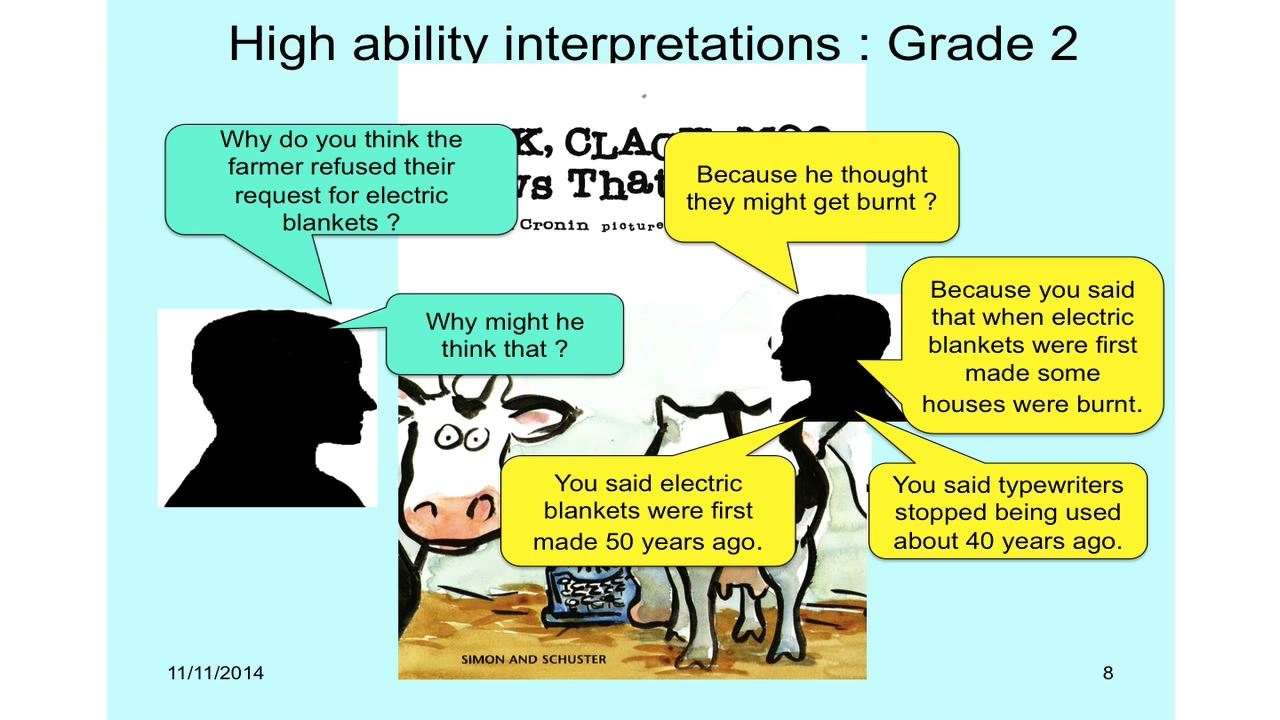 High ability interpretations : Grade 2
Why do you think the
farmer refused their
request for electric
blankets ?
K, CLAC
That
Cronin picture
Because he thought
they might get burnt ?
Why might he
think that ?
Because you said
that when electric
blankets were first
made some
houses were burnt.
You said electric
blankets were first
made 50 years ago.
You said typewriters
stopped being used
about 40 years ago.
SIMON AND SCHUSTER
11/11/2014
8